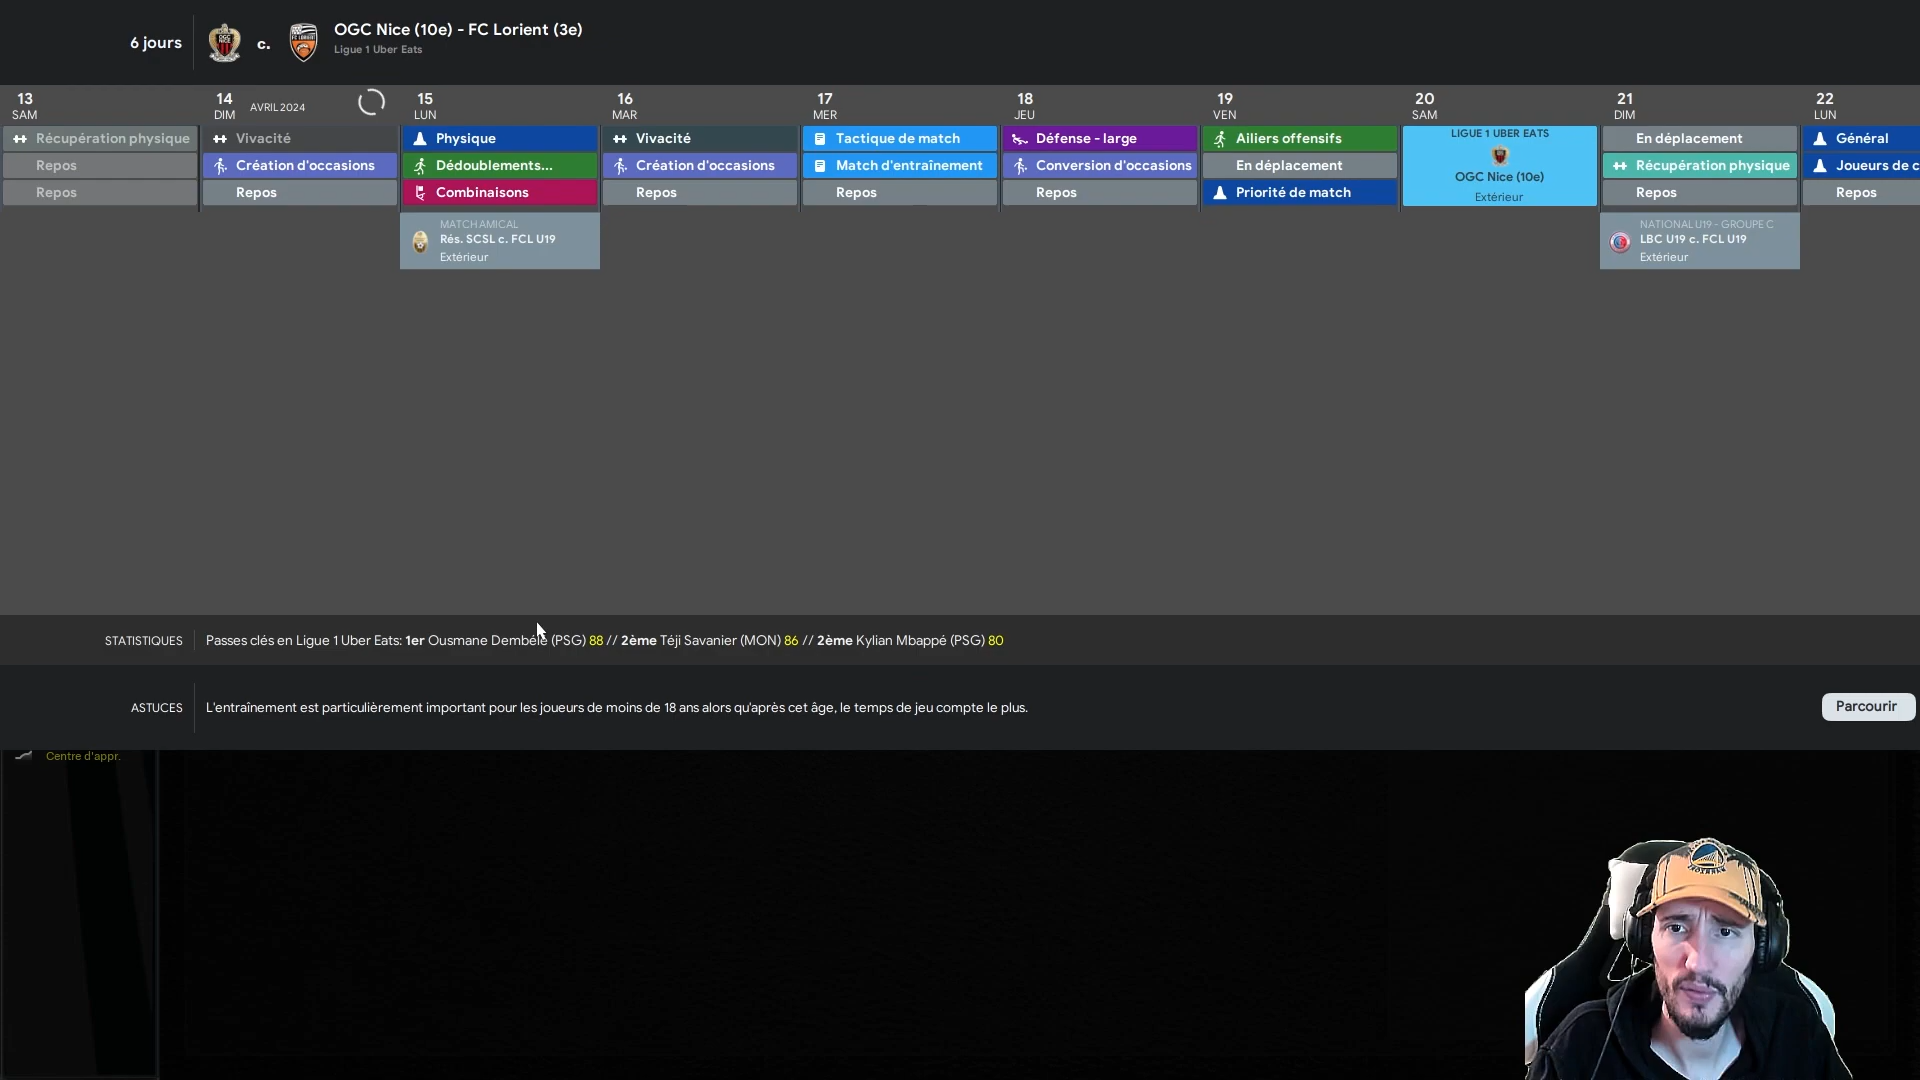 6 jours
c.
OGC Nice (10e) - FC Lorient (3e)
Ligue 1 Uber Eats
13
SAM
14
DIM
AVRIL 2024
15
LUN
16
MAR
17
MER
18
JEU
19
VEN
20
SAM
21
DIM
22
LUN
Récupération physique
Repos
Repos
Vivacité
Création d'occasions
Repos
Physique
Dédoublements...
Combinaisons
MATCH AMICAL
Rés. SCSL c. FCL U19
Extérieur
Vivacité
Création d'occasions
Repos
Tactique de match
Match d'entraînement
Repos
Défense - large
Conversion d'occasions
Repos
Ailiers offensifs
En déplacement
Priorité de match
LIGUE 1 UBER EATS
OGC Nice (10e)
Extérieur
En déplacement
Récupération physique
Repos
NATIONAL U19 - GROUPE C
LBC U19 c. FCL U19
Extérieur
Général
Joueurs de c
Repos
STATISTIQUES
Passes clés en Ligue 1 Uber Eats: 1er Ousmane Dembélé (PSG) 88 // 2ème Téji Savanier (MON) 86 // 2ème Kylian Mbappé (PSG) 80
ASTUCES
L'entraînement est particulièrement important pour les joueurs de moins de 18 ans alors qu'après cet âge, le temps de jeu compte le plus.
Parcourir
Centre d'appr.